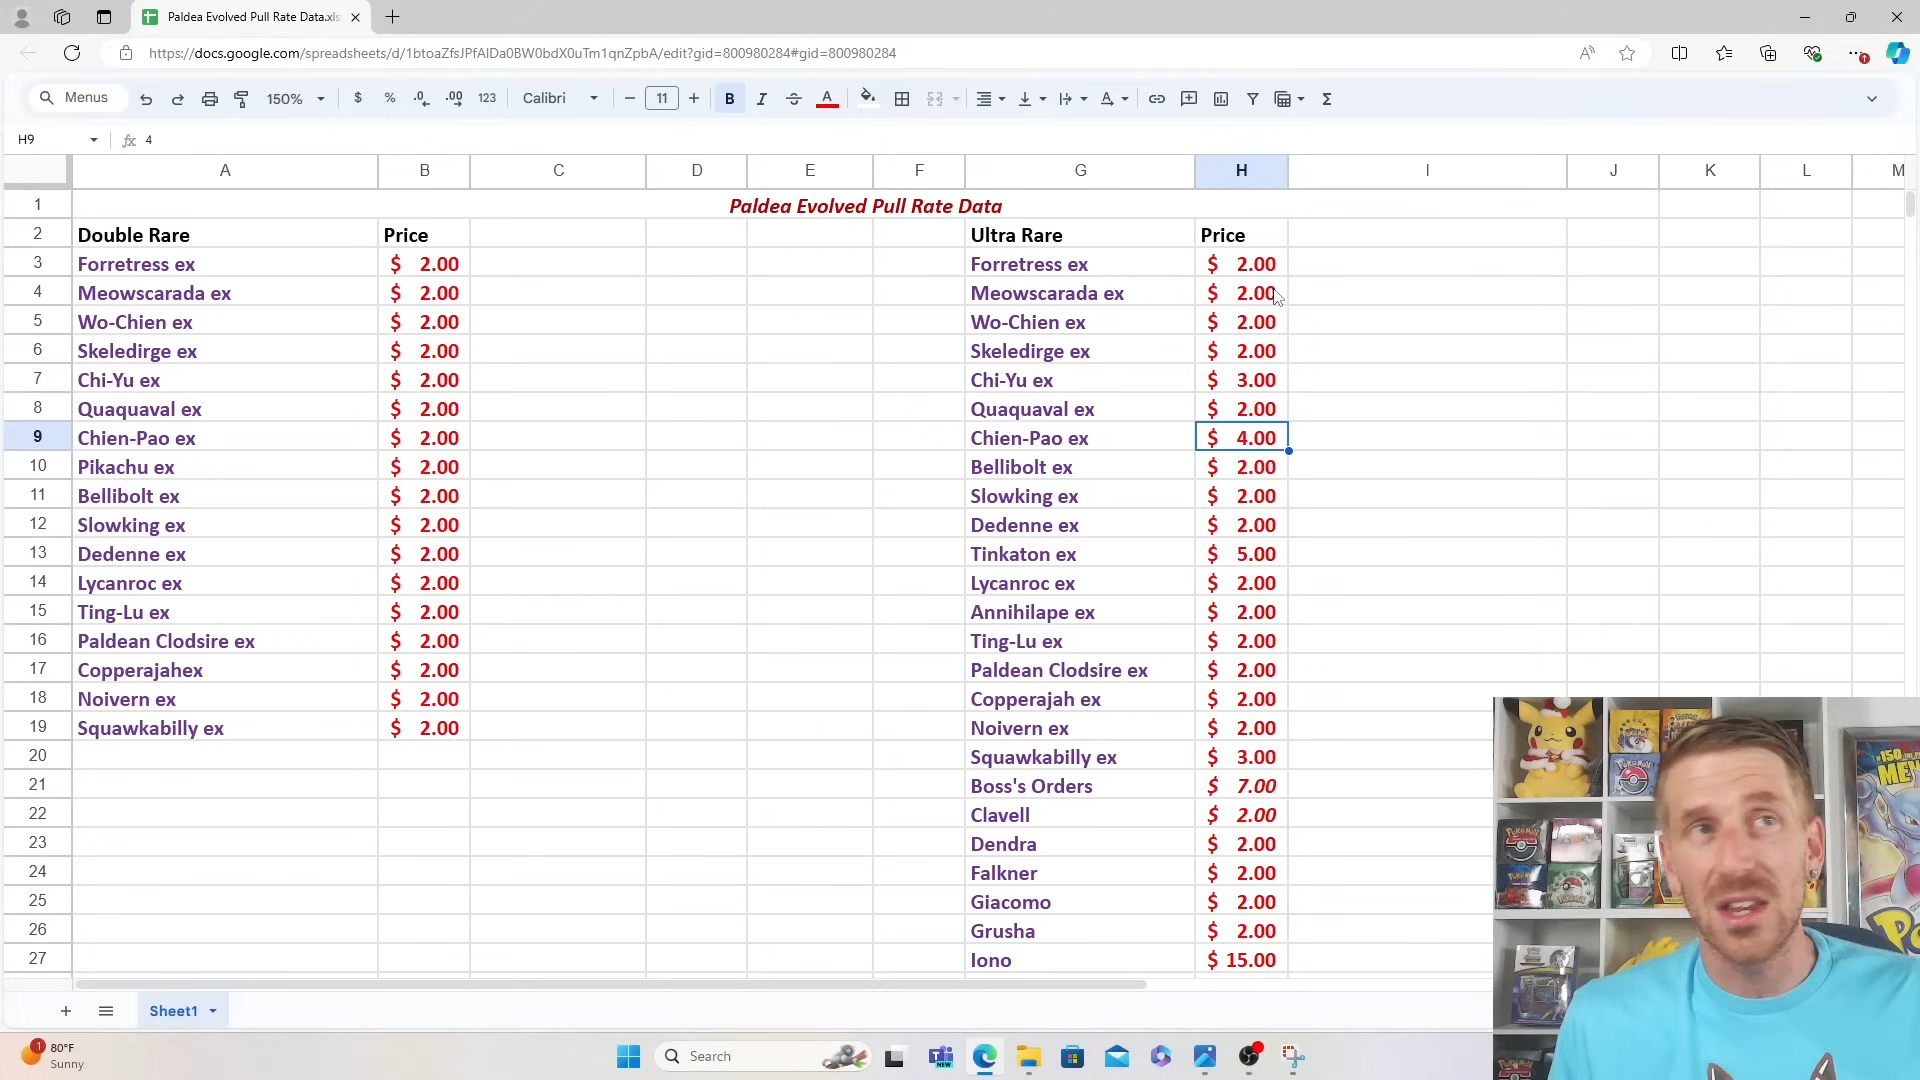 Paldea Evolved Pull Rate Data.xls
https://docs.google.com/spreadsheets/d/1btoaZfsJPfAlDa0BW0bdX0uTm1qnZpbA/edit?gid=800980284#gid=800980284
Menus 150% $ % .0 .00 123 Calibri 11 B I A
H9 fx 4
A B C D E F G H I J K L M
1 Paldea Evolved Pull Rate Data
2 Double Rare Price Ultra Rare Price
3 Forretress ex $ 2.00 Forretress ex $ 2.00
4 Meowscarada ex $ 2.00 Meowscarada ex $ 2.00
5 Wo-Chien ex $ 2.00 Wo-Chien ex $ 2.00
6 Skeledirge ex $ 2.00 Skeledirge ex $ 2.00
7 Chi-Yu ex $ 2.00 Chi-Yu ex $ 3.00
8 Quaquaval ex $ 2.00 Quaquaval ex $ 2.00
9 Chien-Pao ex $ 2.00 Chien-Pao ex $ 4.00
10 Pikachu ex $ 2.00 Bellibolt ex $ 2.00
11 Bellibolt ex $ 2.00 Slowking ex $ 2.00
12 Slowking ex $ 2.00 Dedenne ex $ 2.00
13 Dedenne ex $ 2.00 Tinkaton ex $ 5.00
14 Lycanroc ex $ 2.00 Lycanroc ex $ 2.00
15 Ting-Lu ex $ 2.00 Annihilape ex $ 2.00
16 Paldean Clodsire ex $ 2.00 Ting-Lu ex $ 2.00
17 Copperajahex $ 2.00 Paldean Clodsire ex $ 2.00
18 Noivern ex $ 2.00 Copperajah ex $ 2.00
19 Squawkabilly ex $ 2.00 Noivern ex $ 2.00
20 Squawkabilly ex $ 3.00
21 Boss's Orders $ 7.00
22 Clavell $ 2.00
23 Dendra $ 2.00
24 Falkner $ 2.00
25 Giacomo $ 2.00
26 Grusha $ 2.00
27 Iono $ 15.00
Sheet1
1 80°F
Sunny
Search
NEW